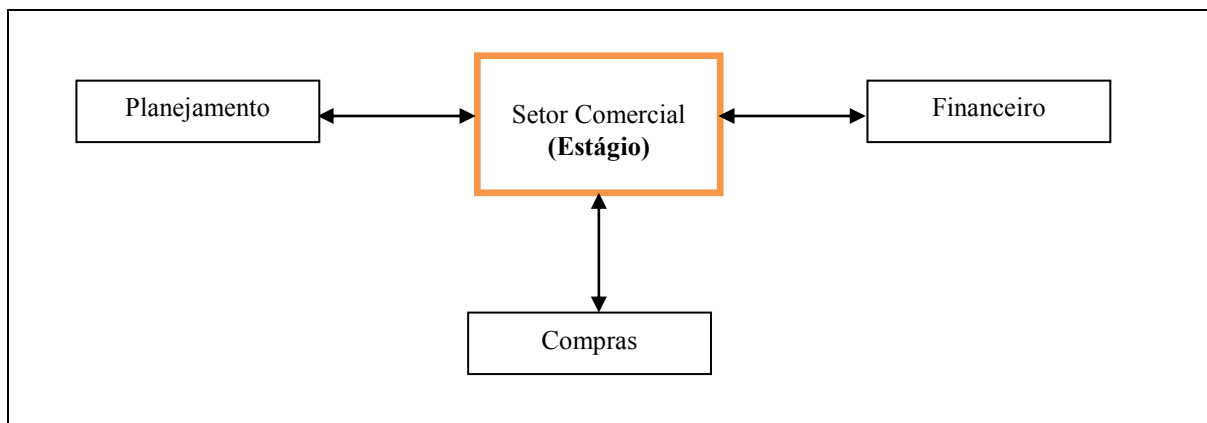 Planejamento
Setor Comercial
(Estágio)
Financeiro
Compras